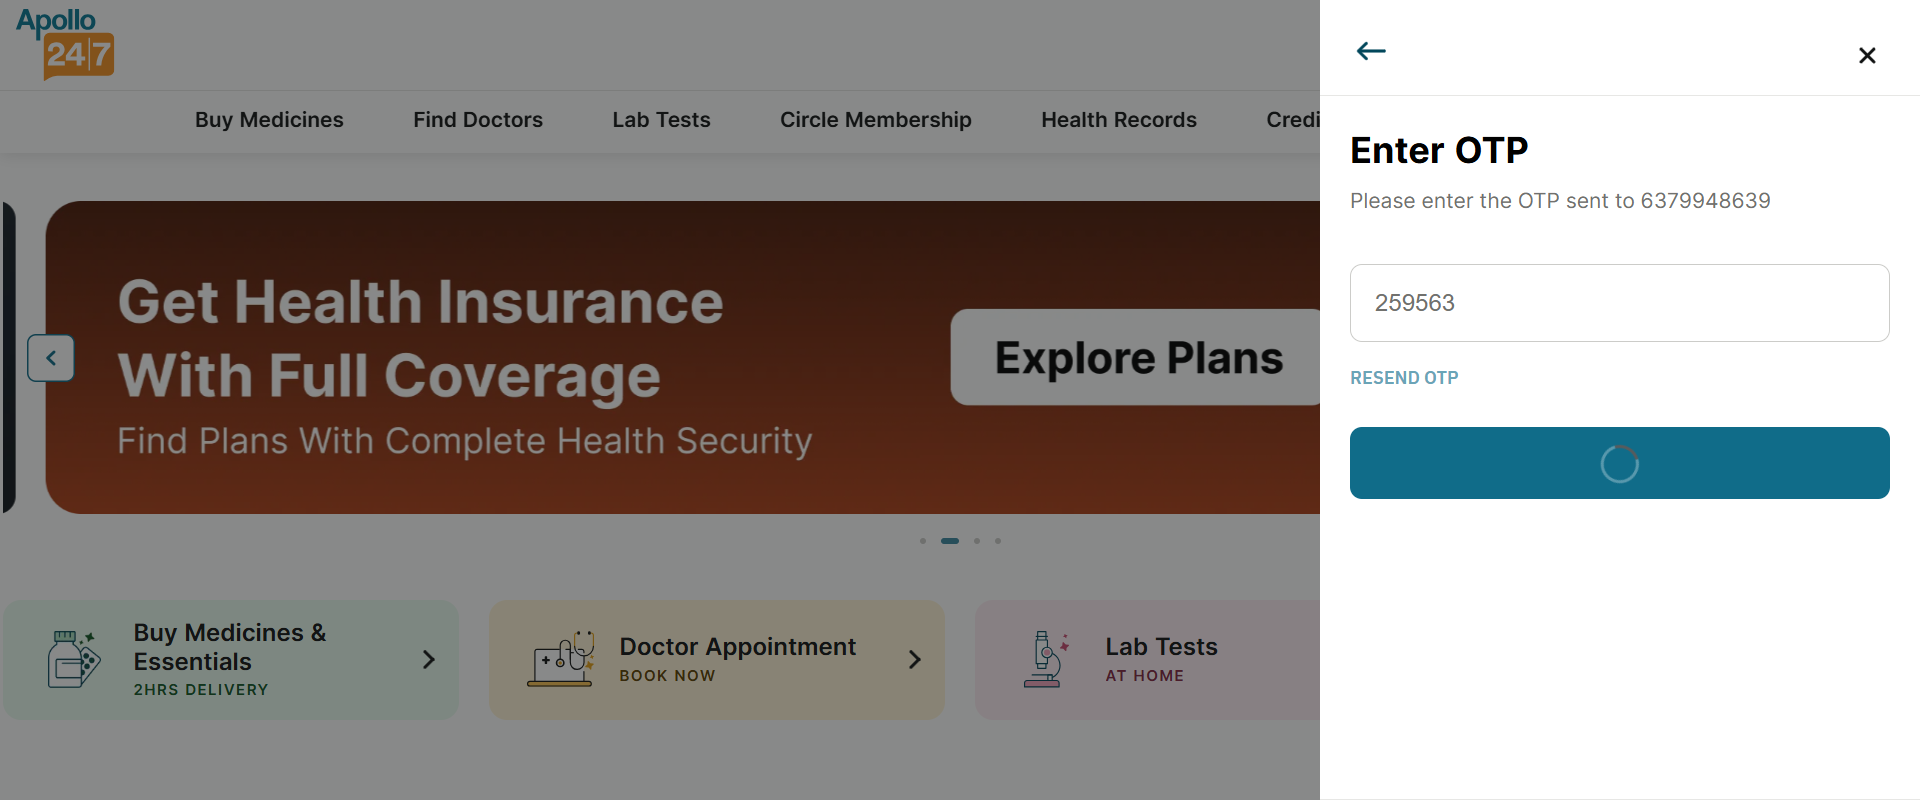 Apollo
24|7
Buy Medicines
Find Doctors
Lab Tests
Circle Membership
Health Records
Credi
Get Health Insurance
With Full Coverage
Find Plans With Complete Health Security
Explore Plans
Buy Medicines &
Essentials
2HRS DELIVERY
Doctor Appointment
BOOK NOW
Lab Tests
AT HOME
Enter OTP
Please enter the OTP sent to 6379948639
259563
RESEND OTP